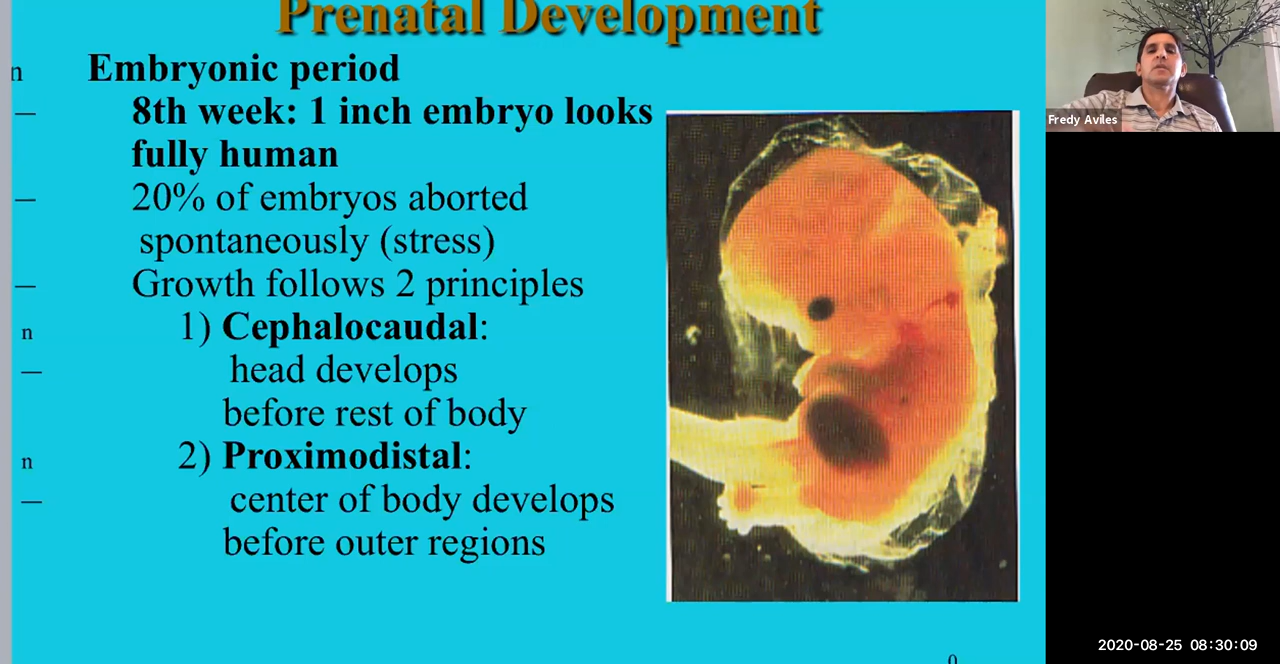 Prenatal Development
n Embryonic period
— 8th week: 1 inch embryo looks
fully human
— 20% of embryos aborted
spontaneously (stress)
— Growth follows 2 principles
n 1) Cephalocaudal:
— head develops
before rest of body
n 2) Proximodistal:
— center of body develops
before outer regions
Fredy Aviles
2020-08-25 08:30:09